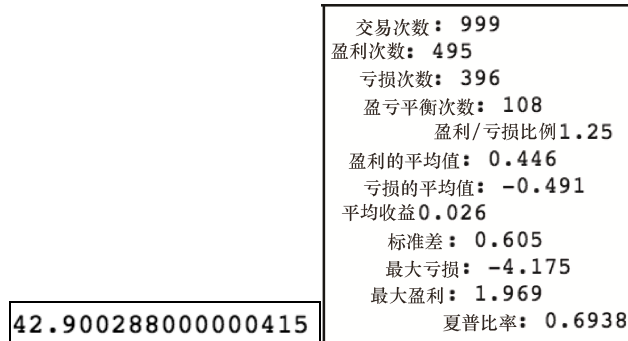 交易次数: 999
盈利次数: 495
亏损次数: 396
盈亏平衡次数: 108
盈利/亏损比例1.25
盈利的平均值: 0.446
亏损的平均值: -0.491
平均收益0.026
标准差: 0.605
最大亏损: -4.175
最大盈利: 1.969
夏普比率: 0.6938
42.900288000000415